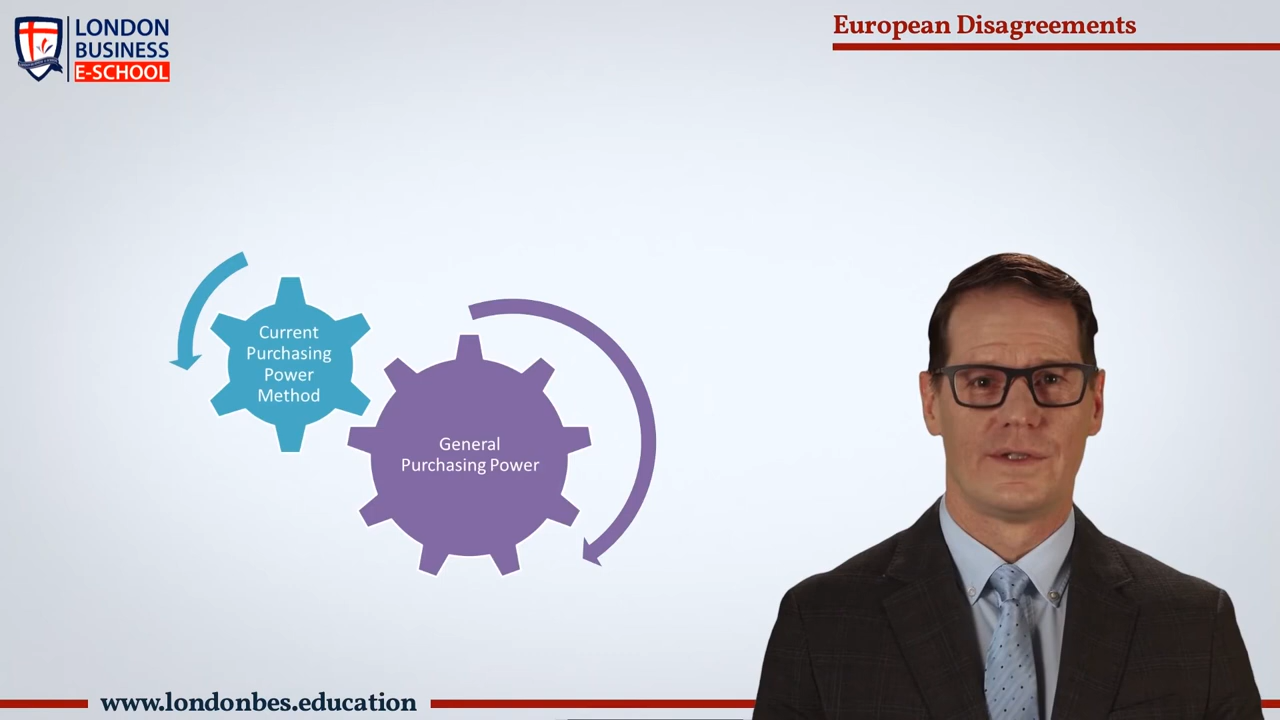 LONDON
BUSINESS
E-SCHOOL
European Disagreements
Current
Purchasing
Power
Method
General
Purchasing Power
www.londonbes.education